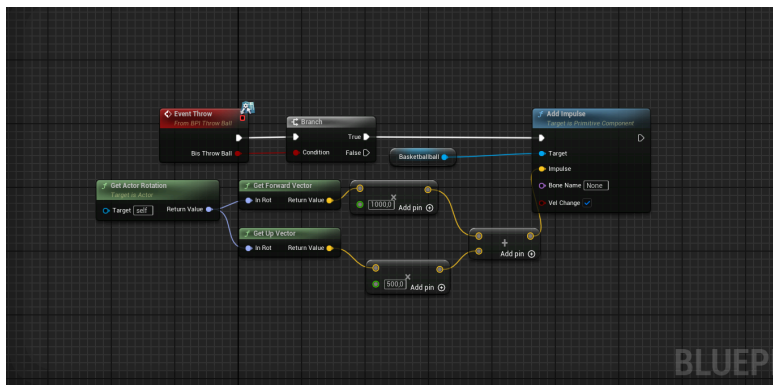 Event Throw
From BPI Throw Ball
Bis Throw Ball
Branch
True
Condition
False
Basketballball
Add Impulse
Target is Primitive Component
Target
Impulse
Bone Name None
Vel Change
Get Actor Rotation
Target is Actor
Target self
Return Value
Get Forward Vector
In Rot
Return Value
1000,0
Add pin
Get Up Vector
In Rot
Return Value
500,0
Add pin
Add pin
BLUEP